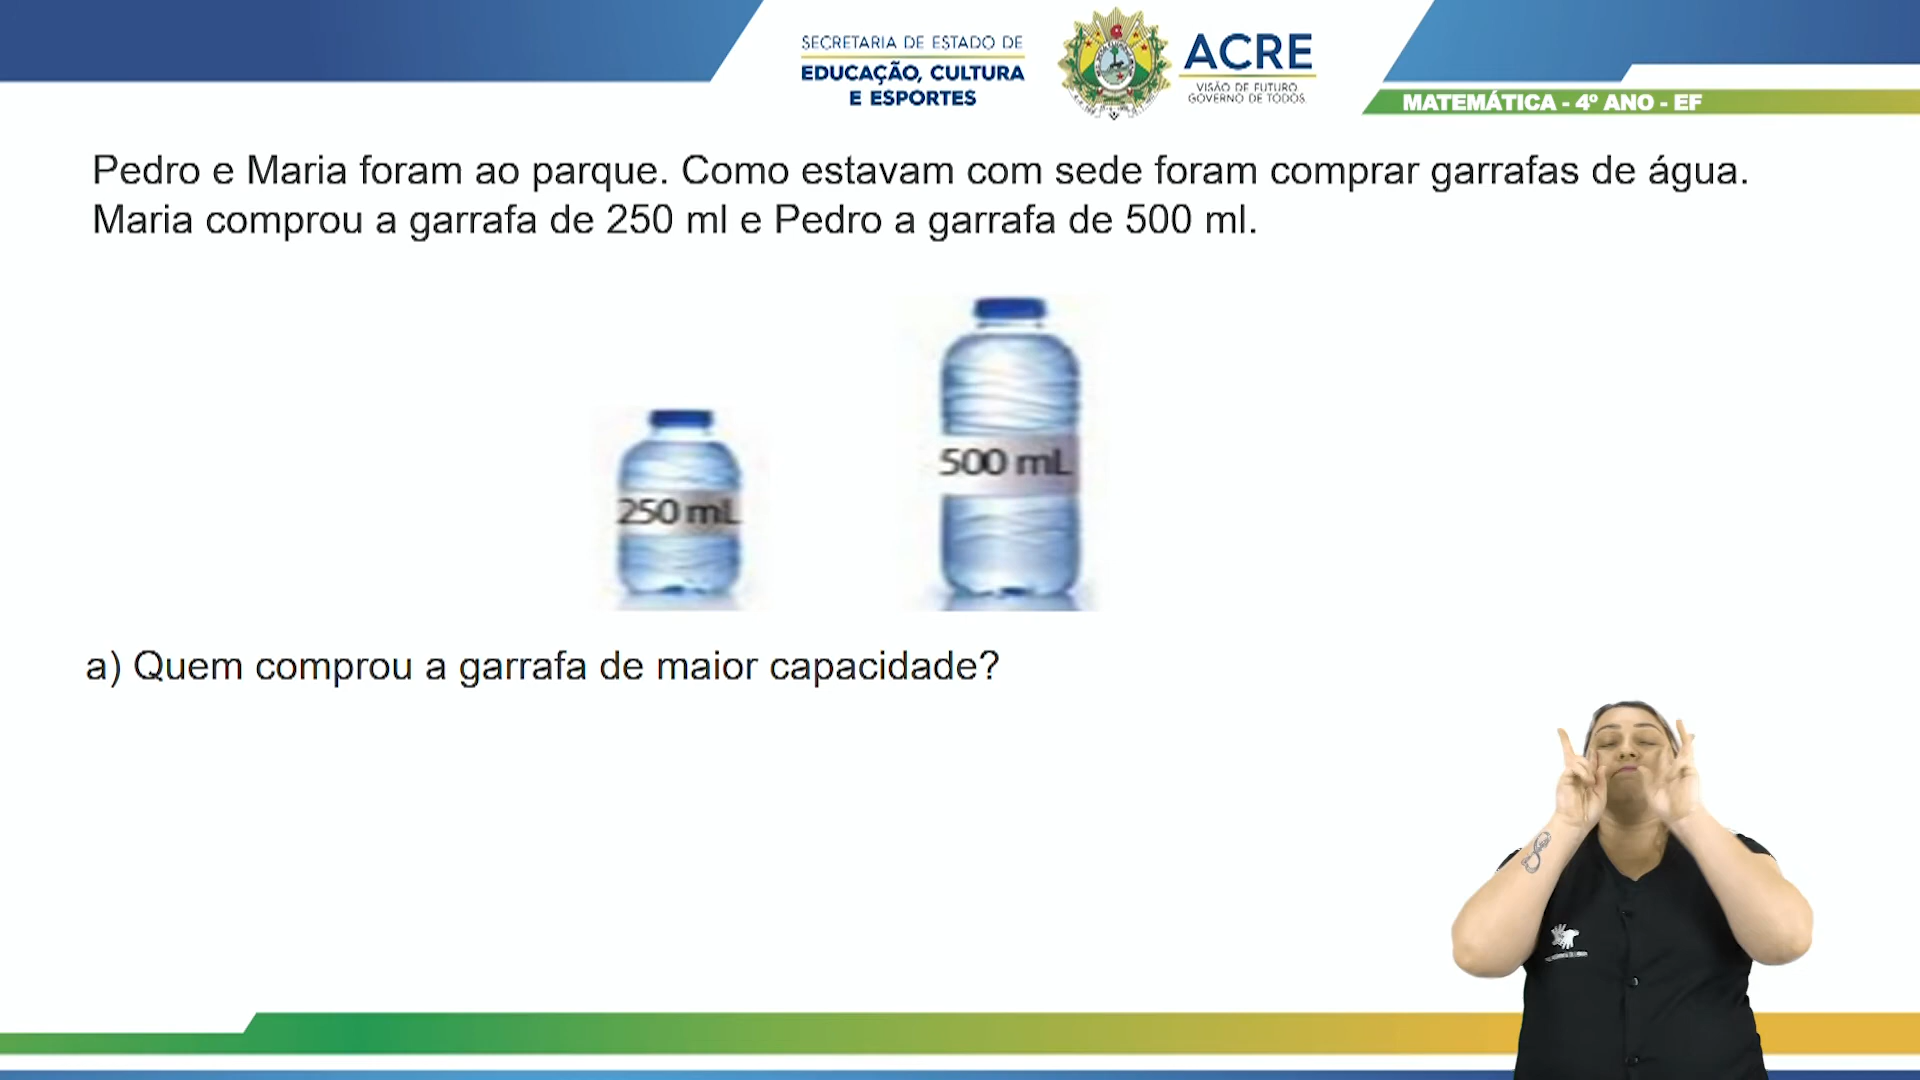 SECRETARIA DE ESTADO DE
EDUCAÇÃO, CULTURA
E ESPORTES
ACRE
VISÃO DE FUTURO
GOVERNO DE TODOS
MATEMÁTICA - 4º ANO - EF
Pedro e Maria foram ao parque. Como estavam com sede foram comprar garrafas de água.
Maria comprou a garrafa de 250 ml e Pedro a garrafa de 500 ml.
250 mL
500 mL
a) Quem comprou a garrafa de maior capacidade?